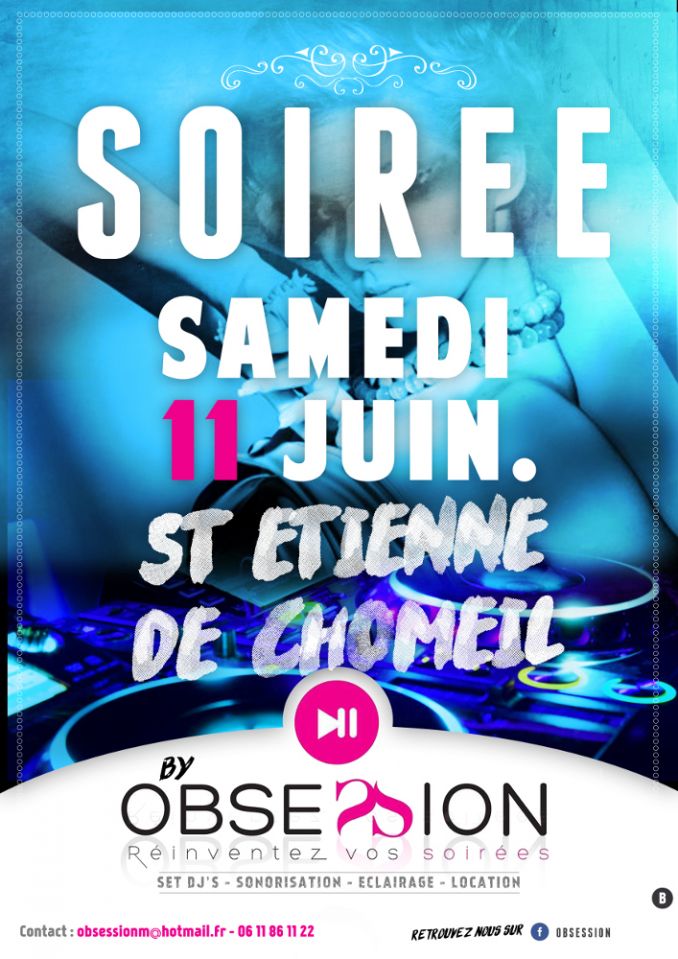 SOIREE
SAMEDI
11 JUIN.
ST ETIENNE
DE CHOMEIL
BY
OBSESSION
Réinventez vos soirées
SET DJ'S - SONORISATION - ECLAIRAGE - LOCATION
B
Contact : obsessionm@hotmail.fr - 06 11 86 11 22
RETROUVEZ NOUS SUR f OBSESSION